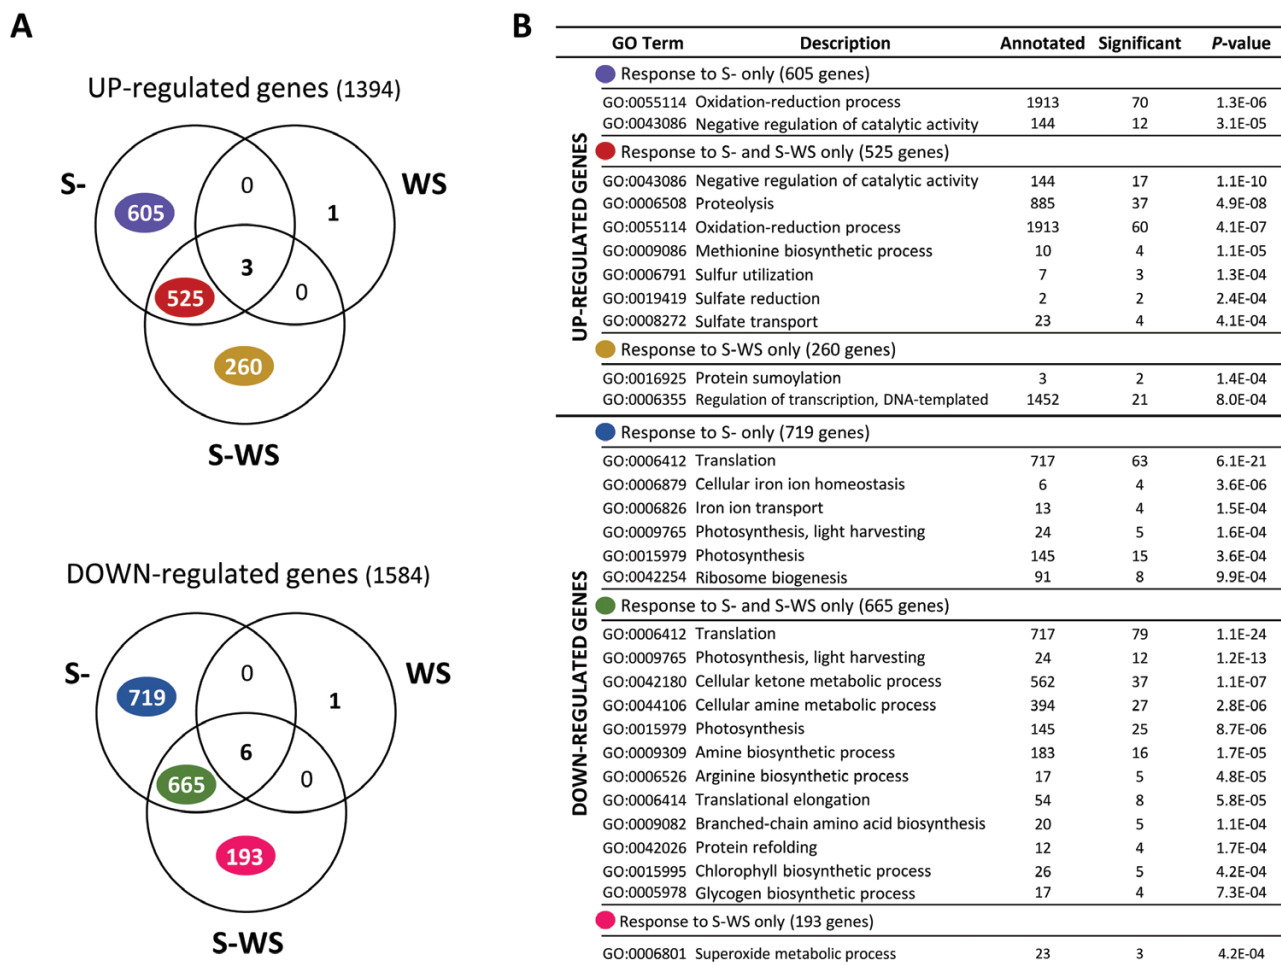 A
UP-regulated genes (1394)
S-
WS
605
0
1
3
525
0
260
S-WS
DOWN-regulated genes (1584)
S-
WS
719
0
1
6
665
0
193
S-WS
B
GO Term Description Annotated Significant P-value
UP-REGULATED GENES
Response to S- only (605 genes)
GO:0055114 Oxidation-reduction process 1913 70 1.3E-06
GO:0043086 Negative regulation of catalytic activity 144 12 3.1E-05
Response to S- and S-WS only (525 genes)
GO:0043086 Negative regulation of catalytic activity 144 17 1.1E-10
GO:0006508 Proteolysis 885 37 4.9E-08
GO:0055114 Oxidation-reduction process 1913 60 4.1E-07
GO:0009086 Methionine biosynthetic process 10 4 1.1E-05
GO:0006791 Sulfur utilization 7 3 1.3E-04
GO:0019419 Sulfate reduction 2 2 2.4E-04
GO:0008272 Sulfate transport 23 4 4.1E-04
Response to S-WS only (260 genes)
GO:0016925 Protein sumoylation 3 2 1.4E-04
GO:0006355 Regulation of transcription, DNA-templated 1452 21 8.0E-04
DOWN-REGULATED GENES
Response to S- only (719 genes)
GO:0006412 Translation 717 63 6.1E-21
GO:0006879 Cellular iron ion homeostasis 6 4 3.6E-06
GO:0006826 Iron ion transport 13 4 1.5E-04
GO:0009765 Photosynthesis, light harvesting 24 5 1.6E-04
GO:0015979 Photosynthesis 145 15 3.6E-04
GO:0042254 Ribosome biogenesis 91 8 9.9E-04
Response to S- and S-WS only (665 genes)
GO:0006412 Translation 717 79 1.1E-24
GO:0009765 Photosynthesis, light harvesting 24 12 1.2E-13
GO:0042180 Cellular ketone metabolic process 562 37 1.1E-07
GO:0044106 Cellular amine metabolic process 394 27 2.8E-06
GO:0015979 Photosynthesis 145 25 8.7E-06
GO:0009309 Amine biosynthetic process 183 16 1.7E-05
GO:0006526 Arginine biosynthetic process 17 5 4.8E-05
GO:0006414 Translational elongation 54 8 5.8E-05
GO:0009082 Branched-chain amino acid biosynthesis 20 5 1.1E-04
GO:0042026 Protein refolding 12 4 1.7E-04
GO:0015995 Chlorophyll biosynthetic process 26 5 4.2E-04
GO:0005978 Glycogen biosynthetic process 17 4 7.3E-04
Response to S-WS only (193 genes)
GO:0006801 Superoxide metabolic process 23 3 4.2E-04